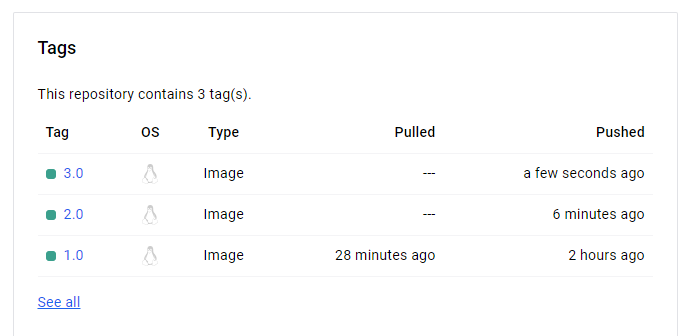 Tags
This repository contains 3 tag(s).
Tag OS Type Pulled Pushed
3.0 Image --- a few seconds ago
2.0 Image --- 6 minutes ago
1.0 Image 28 minutes ago 2 hours ago
See all